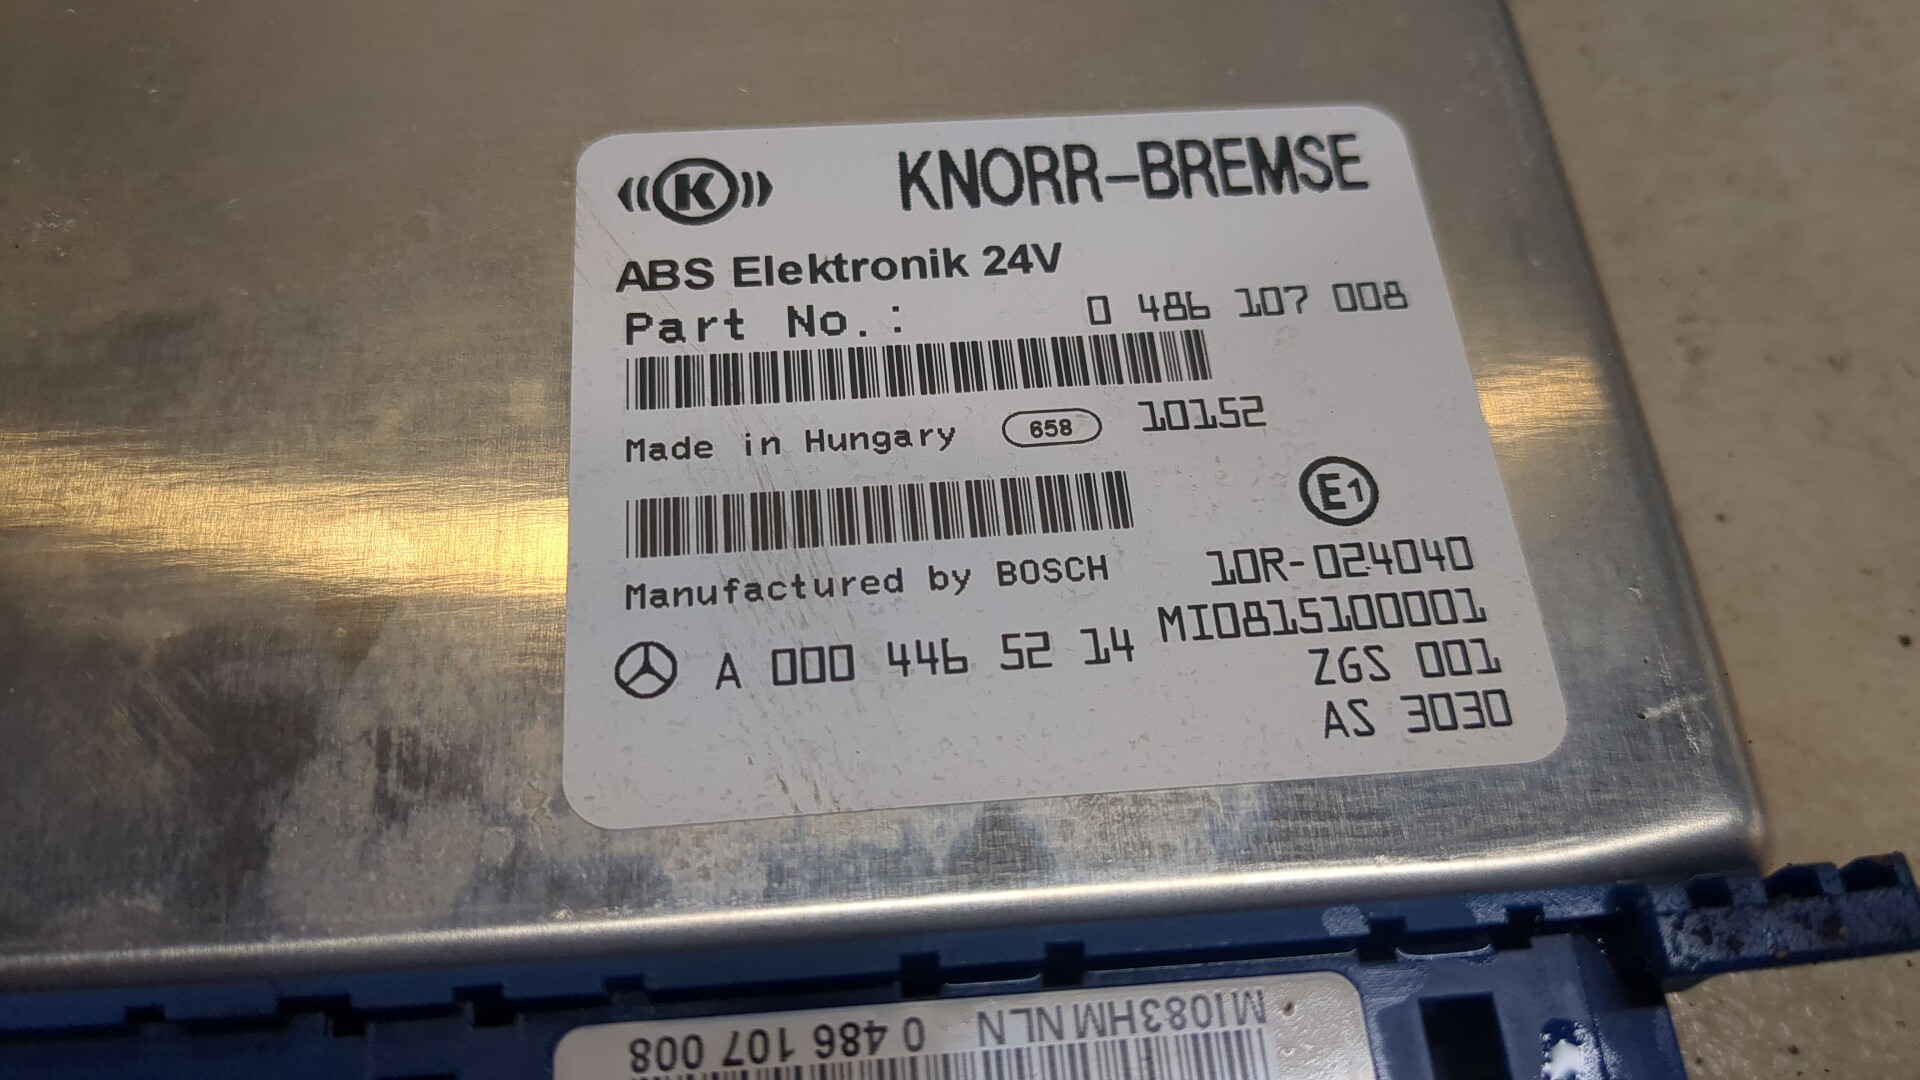 K KNORR-BREMSE
ABS Elektronik 24V
Part No.: 0 486 107 008
Made in Hungary 658 10152
E1
Manufactured by BOSCH 10R-024040
MI0815100001
A 000 446 52 14 ZGS 001
AS 3030
MI083HM NLN 0 486 107 008